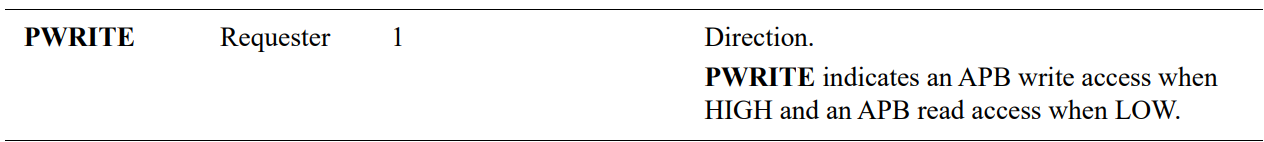 PWRITE Requester 1 Direction.
PWRITE indicates an APB write access when
HIGH and an APB read access when LOW.